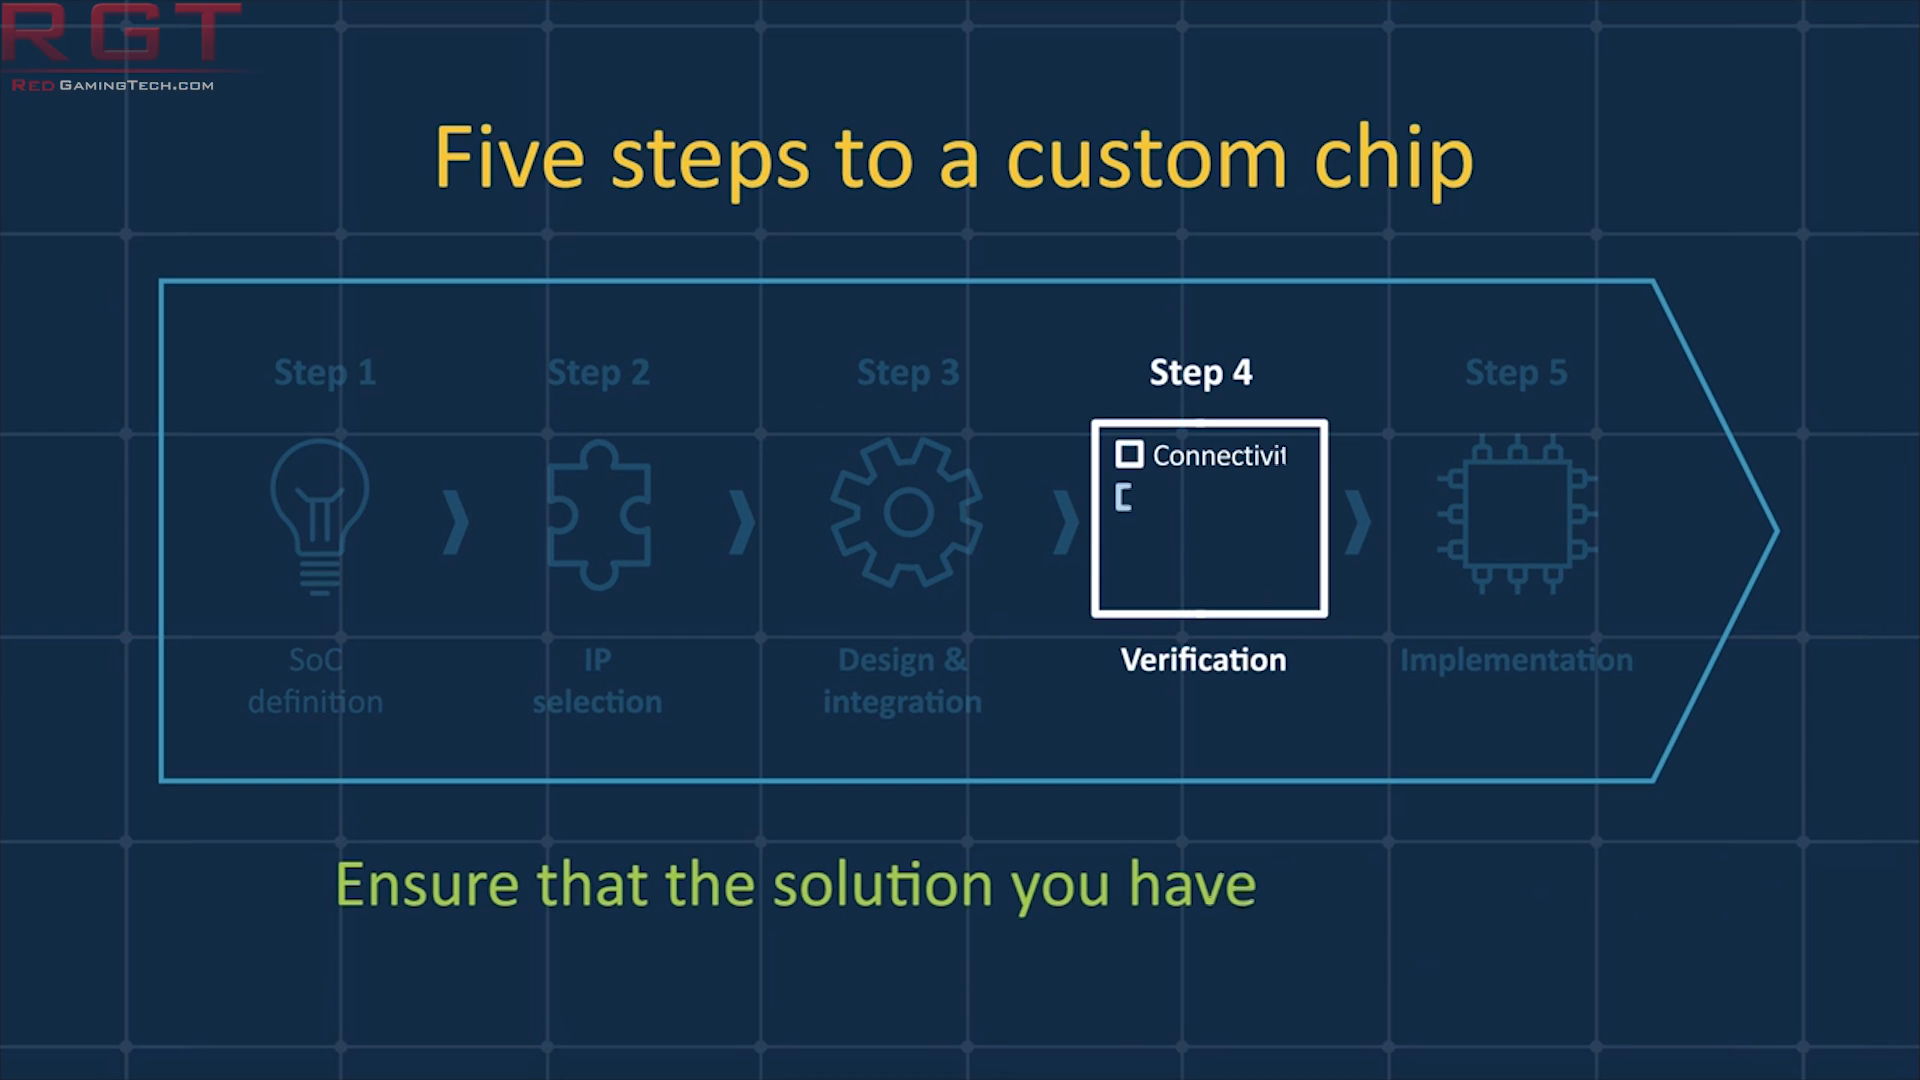 RGT
RED GAMINGTECH.COM
Five steps to a custom chip
Step 1
Step 2
Step 3
Step 4
Step 5
Connectivit
SoC
definition
IP
selection
Design &
integration
Verification
Implementation
Ensure that the solution you have